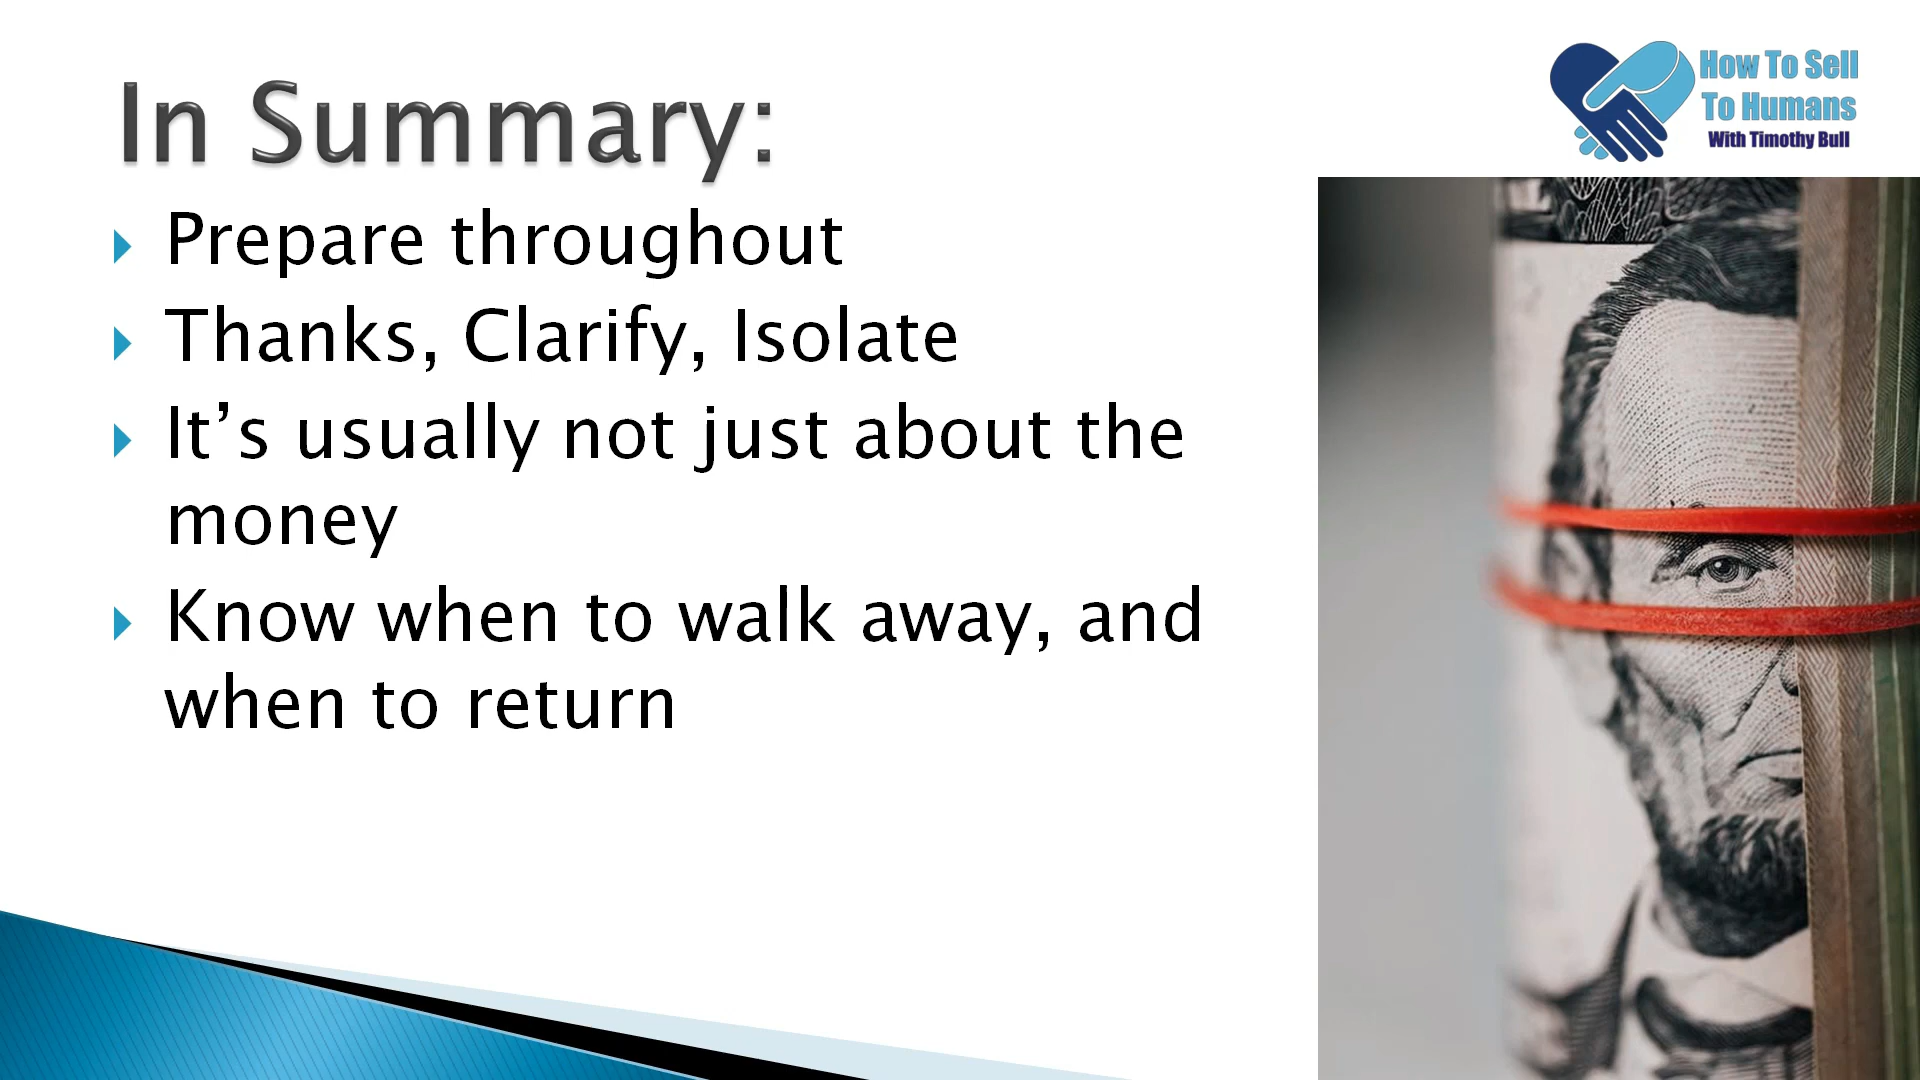 In Summary:
Prepare throughout
Thanks, Clarify, Isolate
It’s usually not just about the
money
Know when to walk away, and
when to return
How To Sell
To Humans
With Timothy Bull